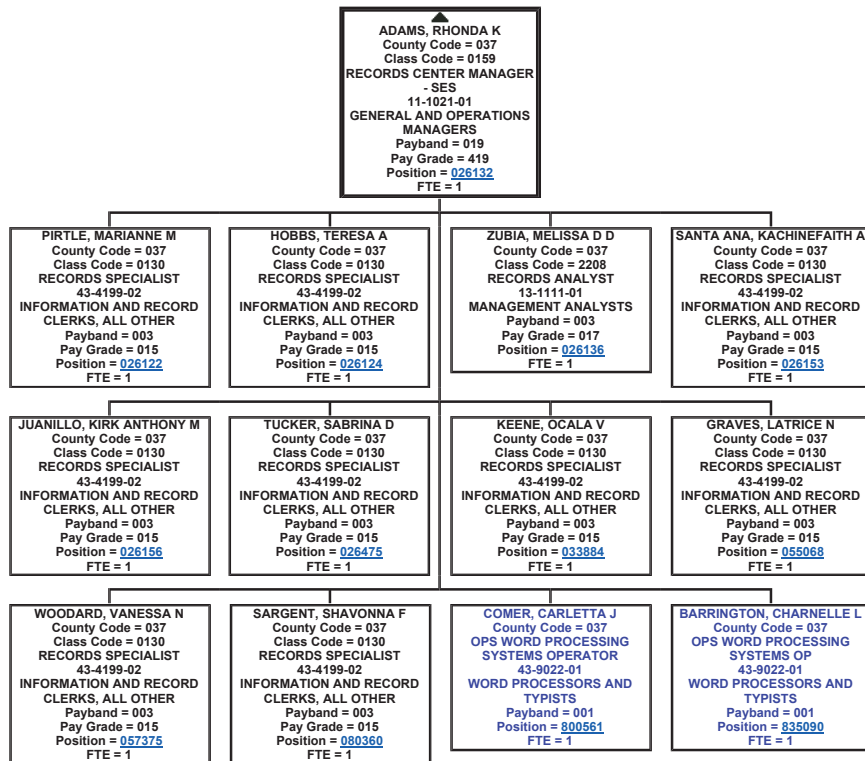 ADAMS, RHONDA K
County Code = 037
Class Code = 0159
RECORDS CENTER MANAGER
- SES
11-1021-01
GENERAL AND OPERATIONS
MANAGERS
Payband = 019
Pay Grade = 419
Position = 026132
FTE = 1
PIRTLE, MARIANNE M
County Code = 037
Class Code = 0130
RECORDS SPECIALIST
43-4199-02
INFORMATION AND RECORD
CLERKS, ALL OTHER
Payband = 003
Pay Grade = 015
Position = 026122
FTE = 1
HOBBS, TERESA A
County Code = 037
Class Code = 0130
RECORDS SPECIALIST
43-4199-02
INFORMATION AND RECORD
CLERKS, ALL OTHER
Payband = 003
Pay Grade = 015
Position = 026124
FTE = 1
ZUBIA, MELISSA D D
County Code = 037
Class Code = 2208
RECORDS ANALYST
13-1111-01
MANAGEMENT ANALYSTS
Payband = 003
Pay Grade = 017
Position = 026136
FTE = 1
SANTA ANA, KACHINEFAITH A
County Code = 037
Class Code = 0130
RECORDS SPECIALIST
43-4199-02
INFORMATION AND RECORD
CLERKS, ALL OTHER
Payband = 003
Pay Grade = 015
Position = 026153
FTE = 1
JUANILLO, KIRK ANTHONY M
County Code = 037
Class Code = 0130
RECORDS SPECIALIST
43-4199-02
INFORMATION AND RECORD
CLERKS, ALL OTHER
Payband = 003
Pay Grade = 015
Position = 026156
FTE = 1
TUCKER, SABRINA D
County Code = 037
Class Code = 0130
RECORDS SPECIALIST
43-4199-02
INFORMATION AND RECORD
CLERKS, ALL OTHER
Payband = 003
Pay Grade = 015
Position = 026475
FTE = 1
KEENE, OCALA V
County Code = 037
Class Code = 0130
RECORDS SPECIALIST
43-4199-02
INFORMATION AND RECORD
CLERKS, ALL OTHER
Payband = 003
Pay Grade = 015
Position = 033884
FTE = 1
GRAVES, LATRICE N
County Code = 037
Class Code = 0130
RECORDS SPECIALIST
43-4199-02
INFORMATION AND RECORD
CLERKS, ALL OTHER
Payband = 003
Pay Grade = 015
Position = 055068
FTE = 1
WOODARD, VANESSA N
County Code = 037
Class Code = 0130
RECORDS SPECIALIST
43-4199-02
INFORMATION AND RECORD
CLERKS, ALL OTHER
Payband = 003
Pay Grade = 015
Position = 057375
FTE = 1
SARGENT, SHAVONNA F
County Code = 037
Class Code = 0130
RECORDS SPECIALIST
43-4199-02
INFORMATION AND RECORD
CLERKS, ALL OTHER
Payband = 003
Pay Grade = 015
Position = 080360
FTE = 1
COMER, CARLETTA J
County Code = 037
OPS WORD PROCESSING
SYSTEMS OPERATOR
43-9022-01
WORD PROCESSORS AND
TYPISTS
Payband = 001
Position = 800561
FTE = 1
BARRINGTON, CHARNELLE L
County Code = 037
OPS WORD PROCESSING
SYSTEMS OP
43-9022-01
WORD PROCESSORS AND
TYPISTS
Payband = 001
Position = 835090
FTE = 1